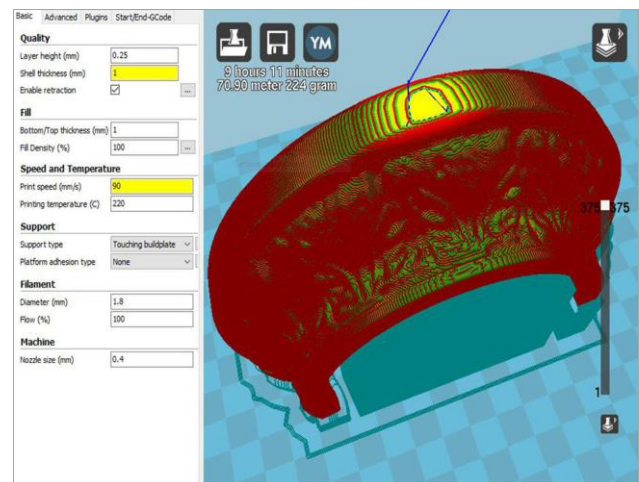 Basic Advanced Plugins Start/End-GCode
Quality
Layer height (mm) 0.25
Shell thickness (mm) 1
Enable retraction ...
Fill
Bottom/Top thickness (mm) 1
Fill Density (%) 100 ...
Speed and Temperature
Print speed (mm/s) 90
Printing temperature (C) 220
Support
Support type Touching buildplate
Platform adhesion type None
Filament
Diameter (mm) 1.8
Flow (%) 100
Machine
Nozzle size (mm) 0.4
YM
9 hours 11 minutes
70.90 meter 224 gram
375 375
1